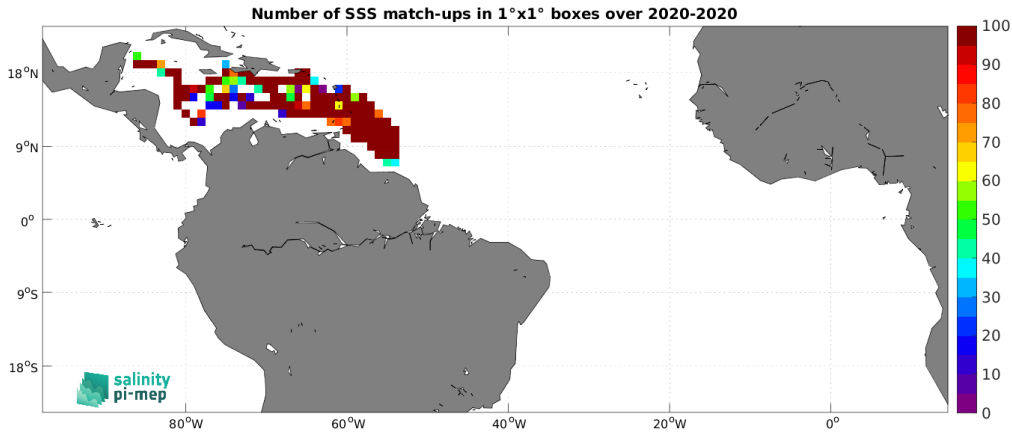 Number of SSS match-ups in 1°x1° boxes over 2020-2020
100
90
80
70
60
50
40
30
20
10
0
18°N
9°N
0°
9°S
18°S
80°W
60°W
40°W
20°W
0°
salinity
pi-mep